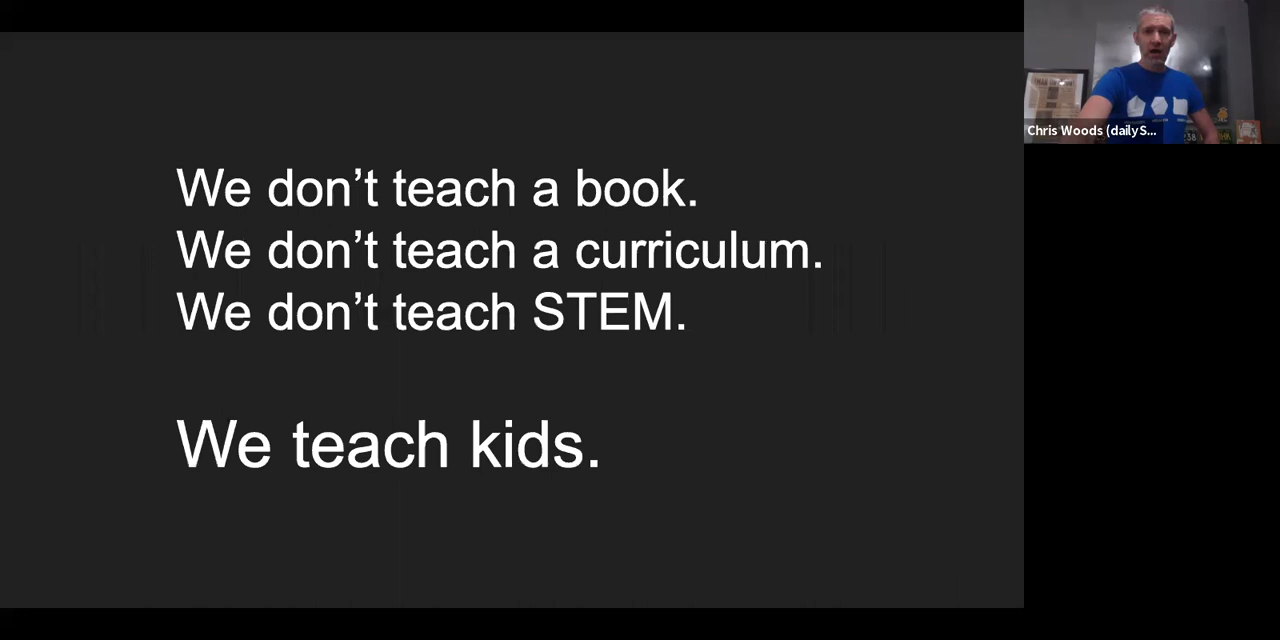 We don’t teach a book.
We don’t teach a curriculum.
We don’t teach STEM.
We teach kids.
Chris Woods (dailyS...